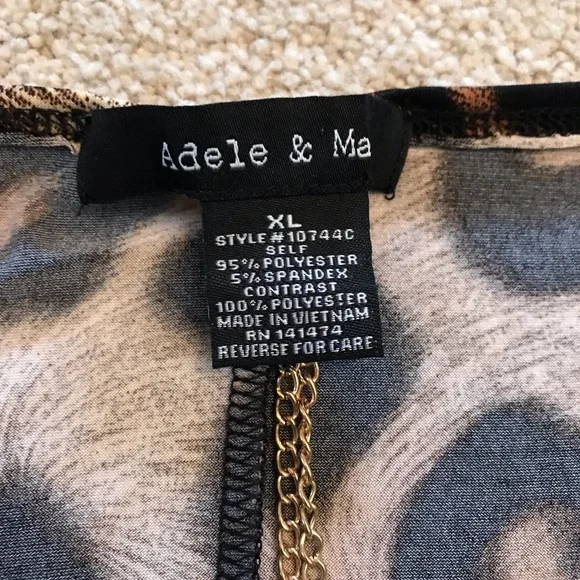 Adele & Ma
XL
STYLE#10744C
SELF
95% POLYESTER
5% SPANDEX
CONTRAST
100% POLYESTER
MADE IN VIETNAM
RN 141474
REVERSE FOR CARE